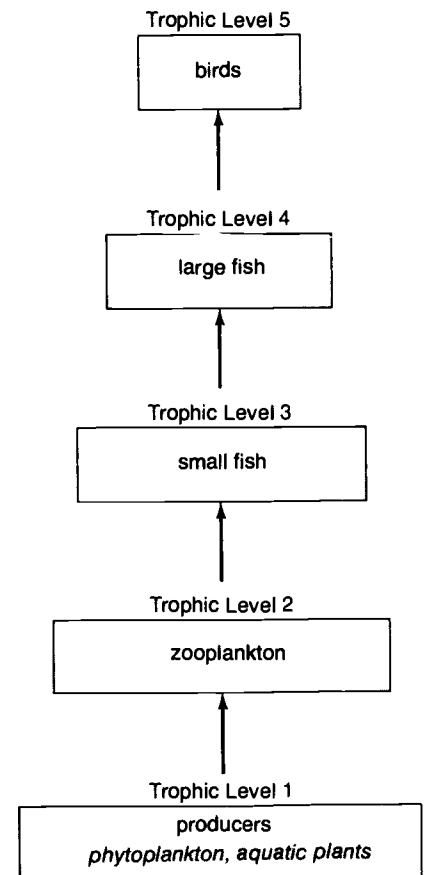 Trophic Level 5
birds
Trophic Level 4
large fish
Trophic Level 3
small fish
Trophic Level 2
zooplankton
Trophic Level 1
producers
phytoplankton, aquatic plants